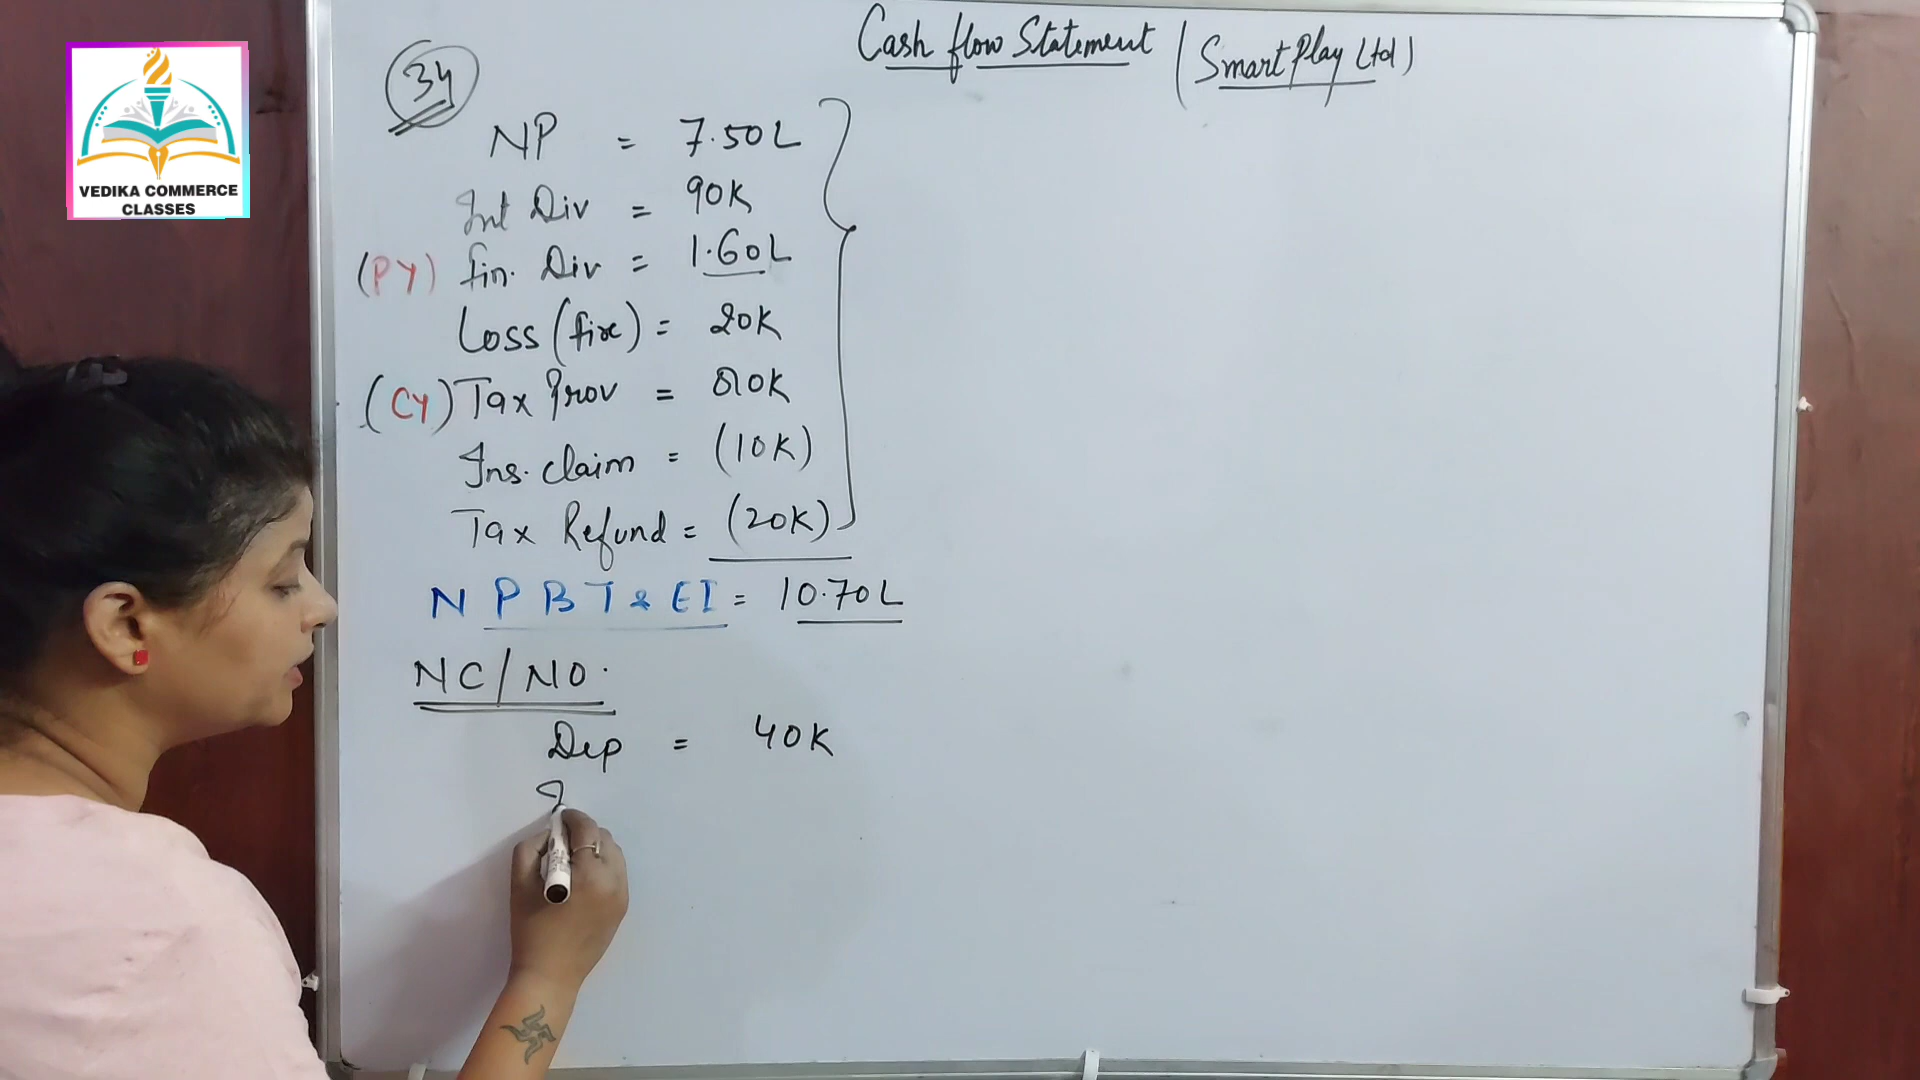 VEDIKA COMMERCE
CLASSES
34
Cash flow Statement (Smart Play Ltd)
NP = 7.50L
Int Div = 90K
(PY) fin. Div = 1.60L
Loss (fire) = 20K
(CY) Tax Prov = 80K
Ins. claim = (10K)
Tax Refund = (20K)
NPBT & EI = 10.70L
NC/NO.
Dep = 40K